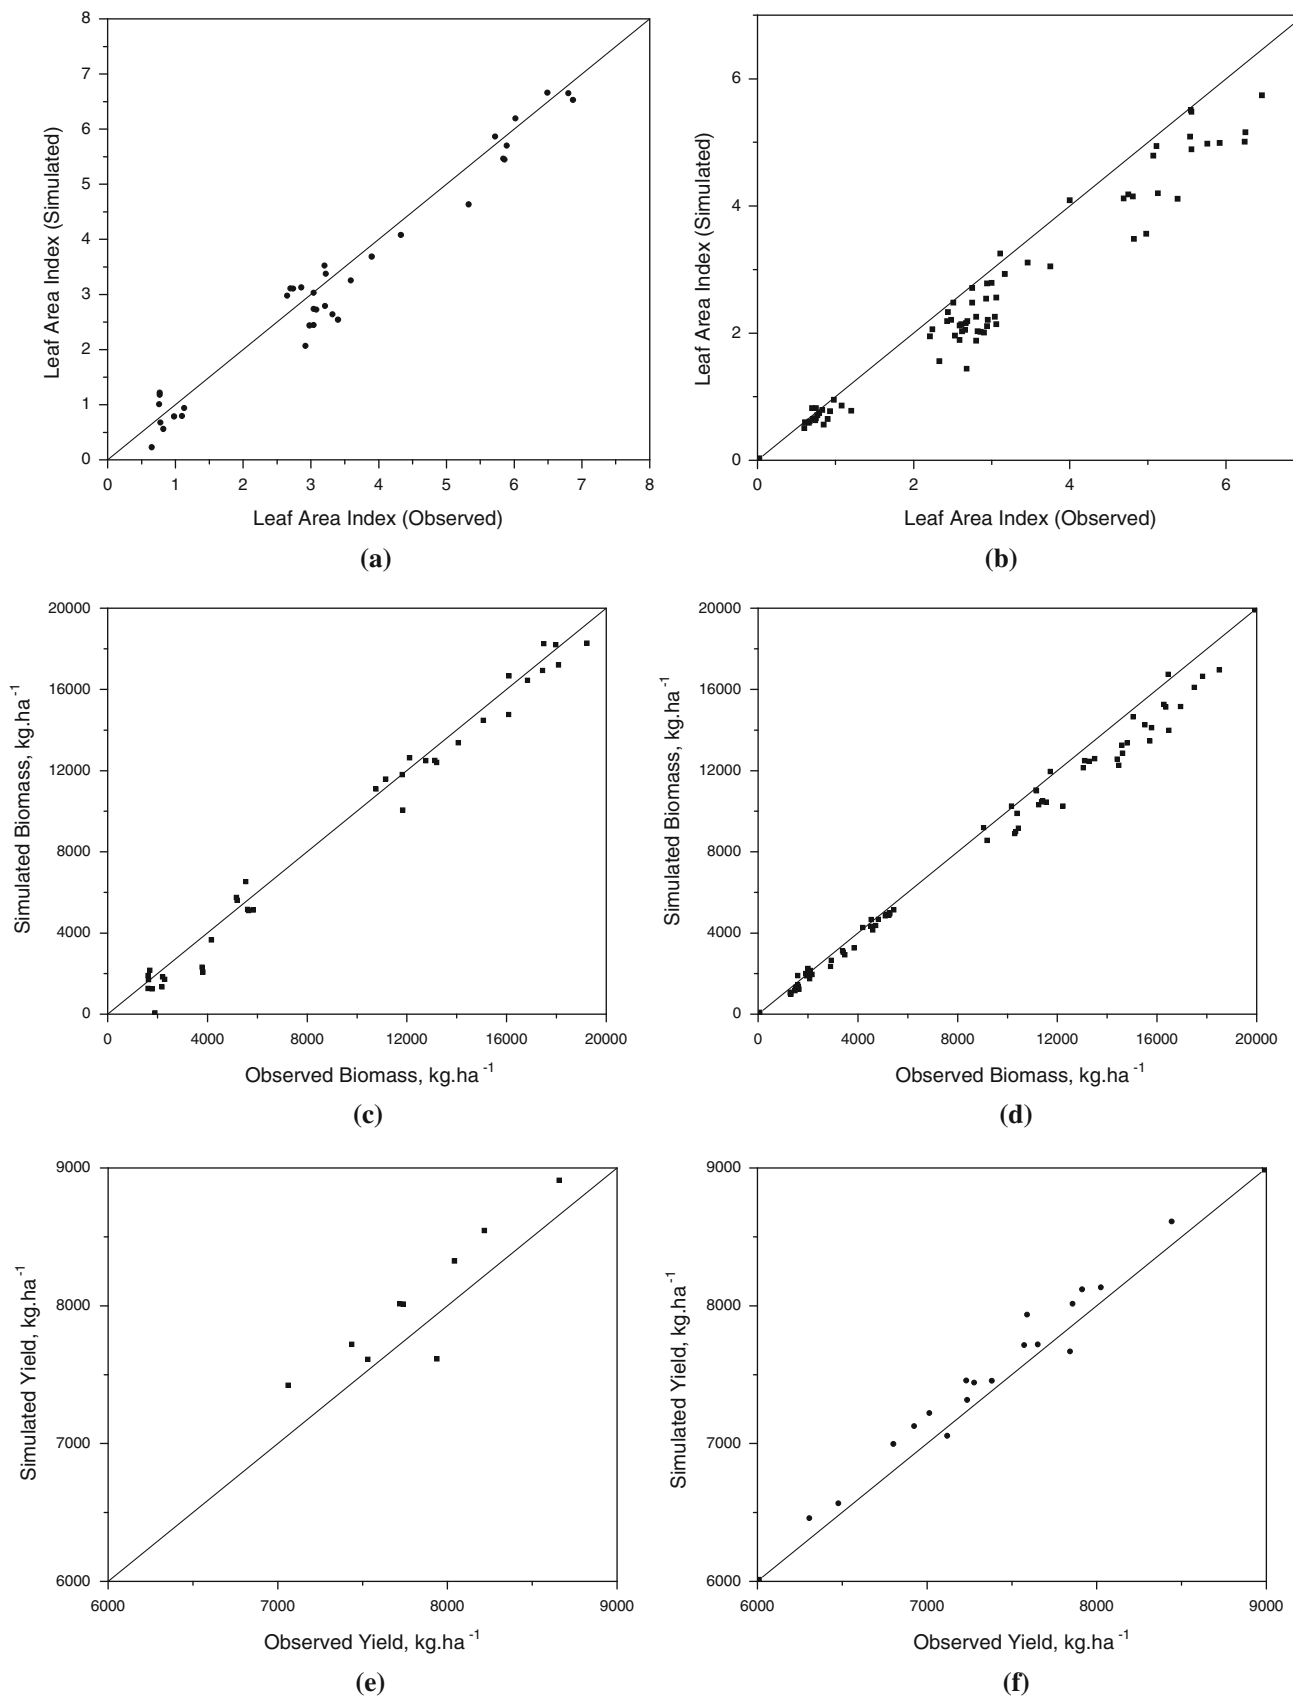 8
7
6
5
4
3
2
1
0
Leaf Area Index (Simulated)
0 1 2 3 4 5 6 7 8
Leaf Area Index (Observed)
(a)
6
4
2
0
Leaf Area Index (Simulated)
0 2 4 6
Leaf Area Index (Observed)
(b)
20000
16000
12000
8000
4000
0
Simulated Biomass, kg.ha⁻¹
0 4000 8000 12000 16000 20000
Observed Biomass, kg.ha⁻¹
(c)
20000
16000
12000
8000
4000
0
Simulated Biomass, kg.ha⁻¹
0 4000 8000 12000 16000 20000
Observed Biomass, kg.ha⁻¹
(d)
9000
8000
7000
6000
Simulated Yield, kg.ha⁻¹
6000 7000 8000 9000
Observed Yield, kg.ha⁻¹
(e)
9000
8000
7000
6000
Simulated Yield, kg.ha⁻¹
6000 7000 8000 9000
Observed Yield, kg.ha⁻¹
(f)